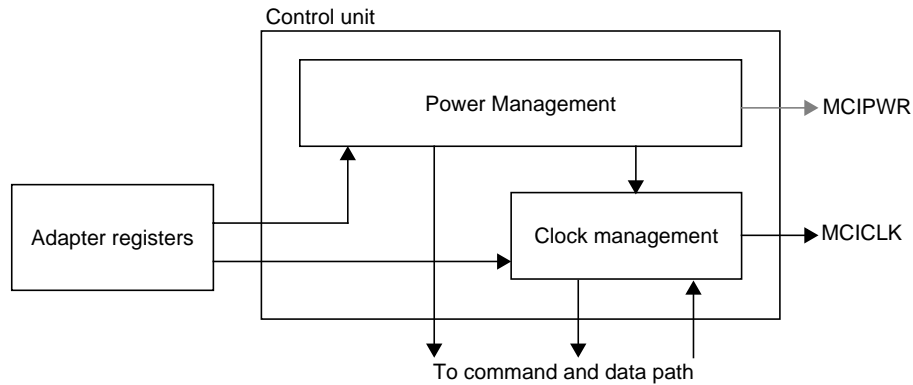 Control unit
Power Management
MCIPWR
Adapter registers
Clock management
MCICLK
To command and data path